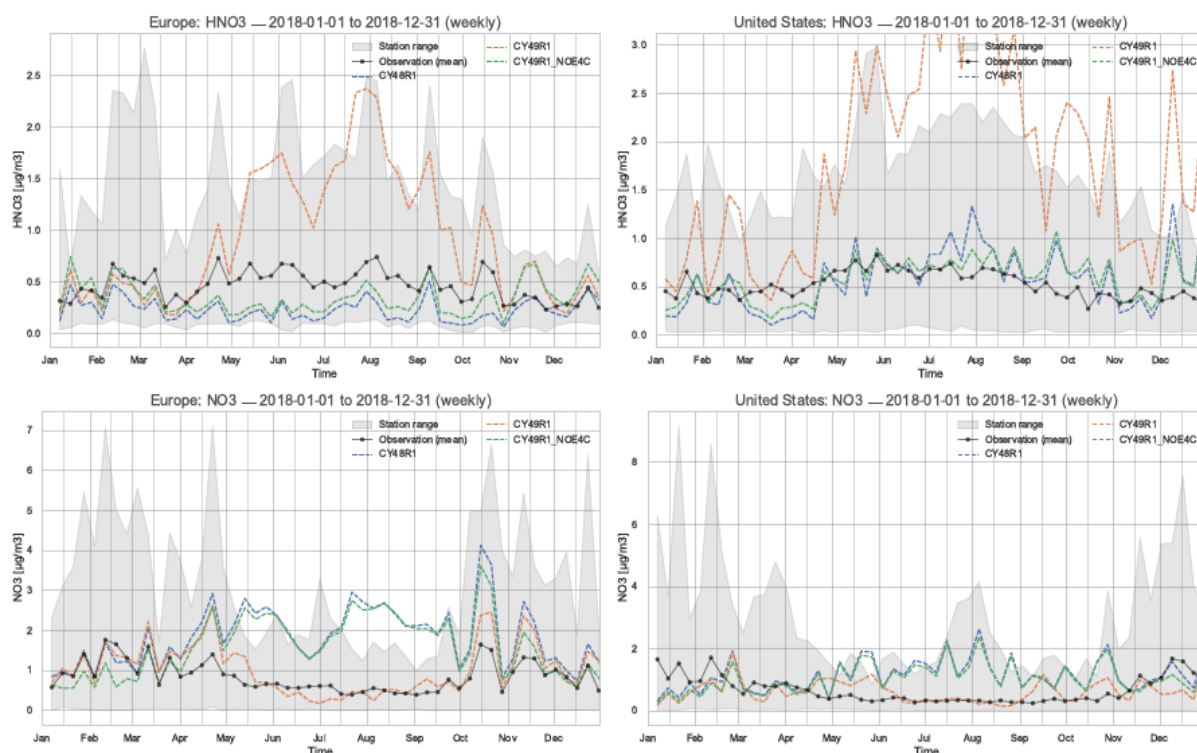 Europe: HNO3 — 2018-01-01 to 2018-12-31 (weekly)
HNO3 [µg/m3]
2.5
2.0
1.5
1.0
0.5
0.0
Station range
Observation (mean)
CY48R1
CY49R1
CY49R1_NOE4C
Jan Feb Mar Apr May Jun Jul Aug Sep Oct Nov Dec
Time
United States: HNO3 — 2018-01-01 to 2018-12-31 (weekly)
HNO3 [µg/m3]
3.0
2.5
2.0
1.5
1.0
0.5
0.0
Station range
Observation (mean)
CY48R1
CY49R1
CY49R1_NOE4C
Jan Feb Mar Apr May Jun Jul Aug Sep Oct Nov Dec
Time
Europe: NO3 — 2018-01-01 to 2018-12-31 (weekly)
NO3 [µg/m3]
7
6
5
4
3
2
1
0
Station range
Observation (mean)
CY48R1
CY49R1
CY49R1_NOE4C
Jan Feb Mar Apr May Jun Jul Aug Sep Oct Nov Dec
Time
United States: NO3 — 2018-01-01 to 2018-12-31 (weekly)
NO3 [µg/m3]
8
6
4
2
0
Station range
Observation (mean)
CY48R1
CY49R1
CY49R1_NOE4C
Jan Feb Mar Apr May Jun Jul Aug Sep Oct Nov Dec
Time